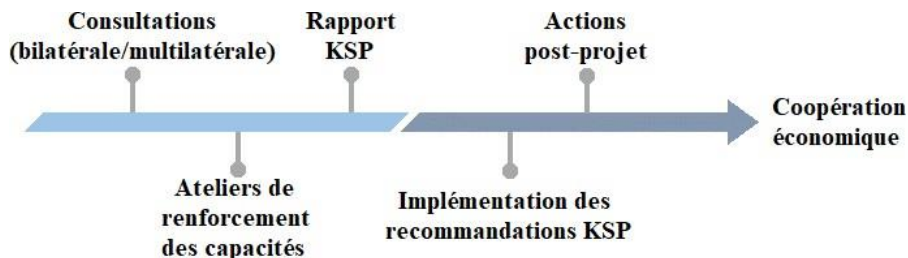 Consultations
(bilatérale/multilatérale)
Rapport
KSP
Actions
post-projet
Coopération
économique
Ateliers de
renforcement
des capacités
Implémentation des
recommandations KSP